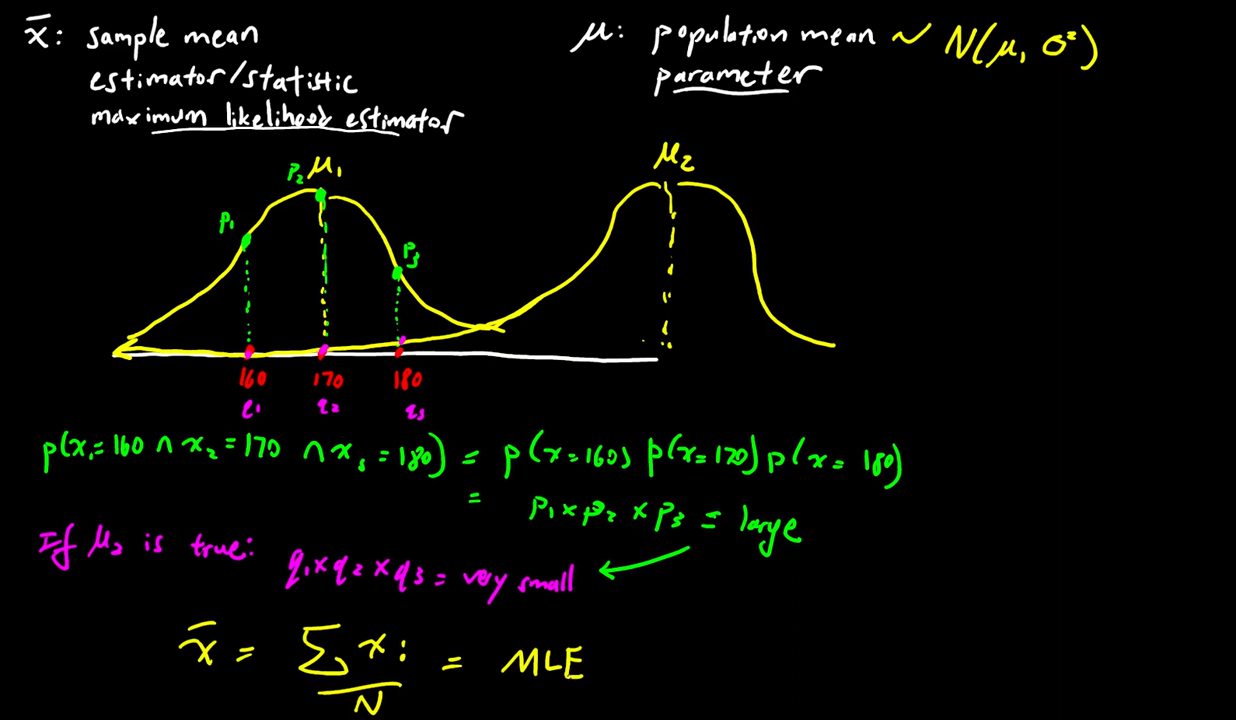 x̄: sample mean
estimator/statistic
maximum likelihood estimator
μ: population mean ~ N(μ, σ²)
parameter
P₂ μ₁
μ₂
P₁
P₃
160 170 180
q₁ q₂ q₃
p(x₁=160 ∩ x₂=170 ∩ x₃=180) = p(x=160) p(x=170) p(x=180)
= P₁ × P₂ × P₃ = large
If μ₂ is true: q₁ × q₂ × q₃ = very small
x̄ = Σxᵢ / N = MLE